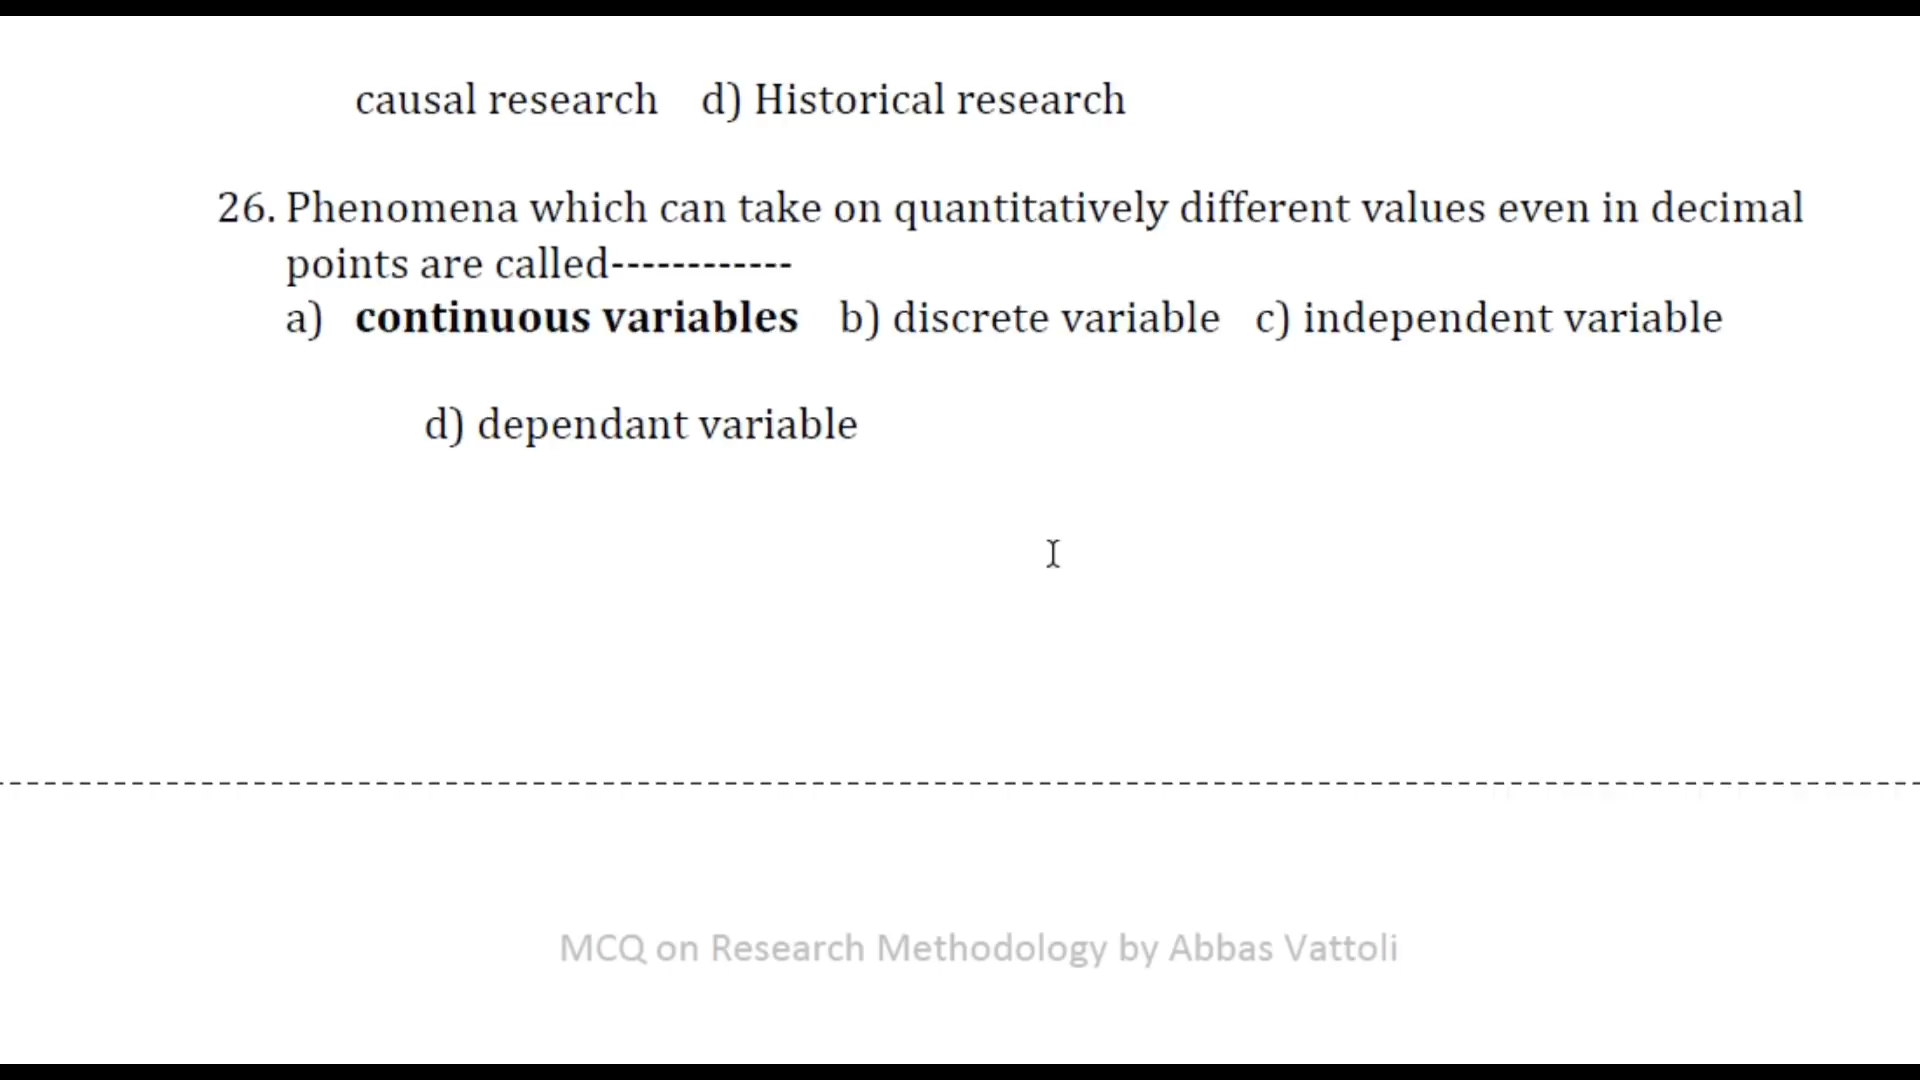 causal research d) Historical research
26. Phenomena which can take on quantitatively different values even in decimal
points are called------------
a) continuous variables b) discrete variable c) independent variable
d) dependant variable
MCQ on Research Methodology by Abbas Vattoli